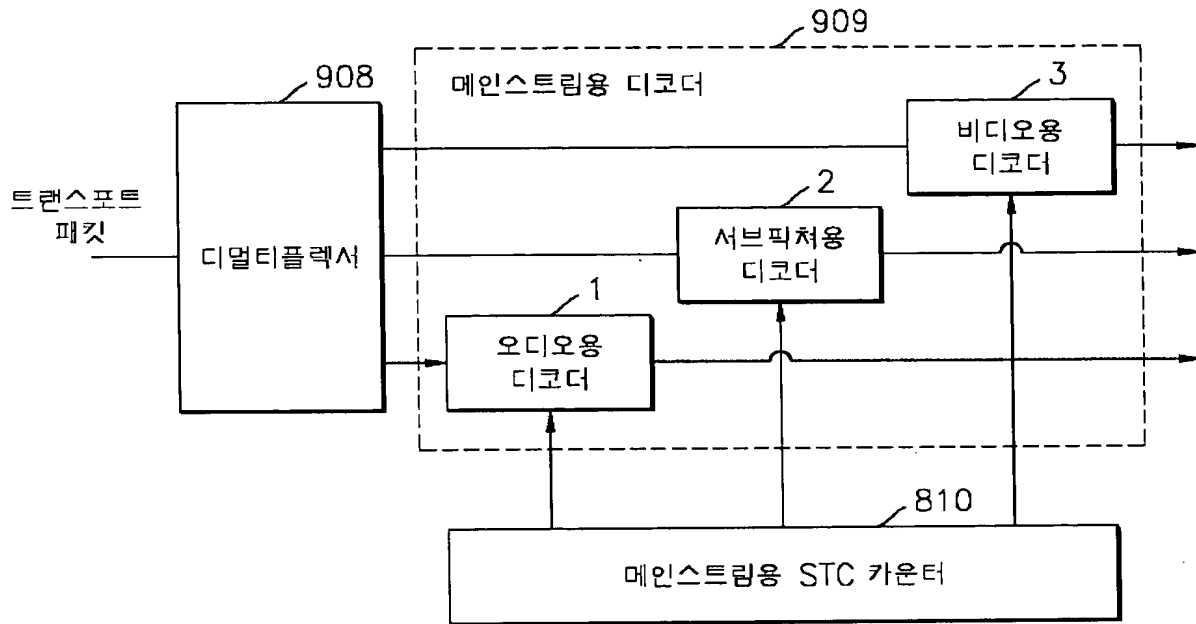 909
908
메인스트림용 디코더
3
비디오용
디코더
트랜스포트
패킷
디멀티플렉서
2
서브픽쳐용
디코더
1
오디오용
디코더
810
메인스트림용 STC 카운터